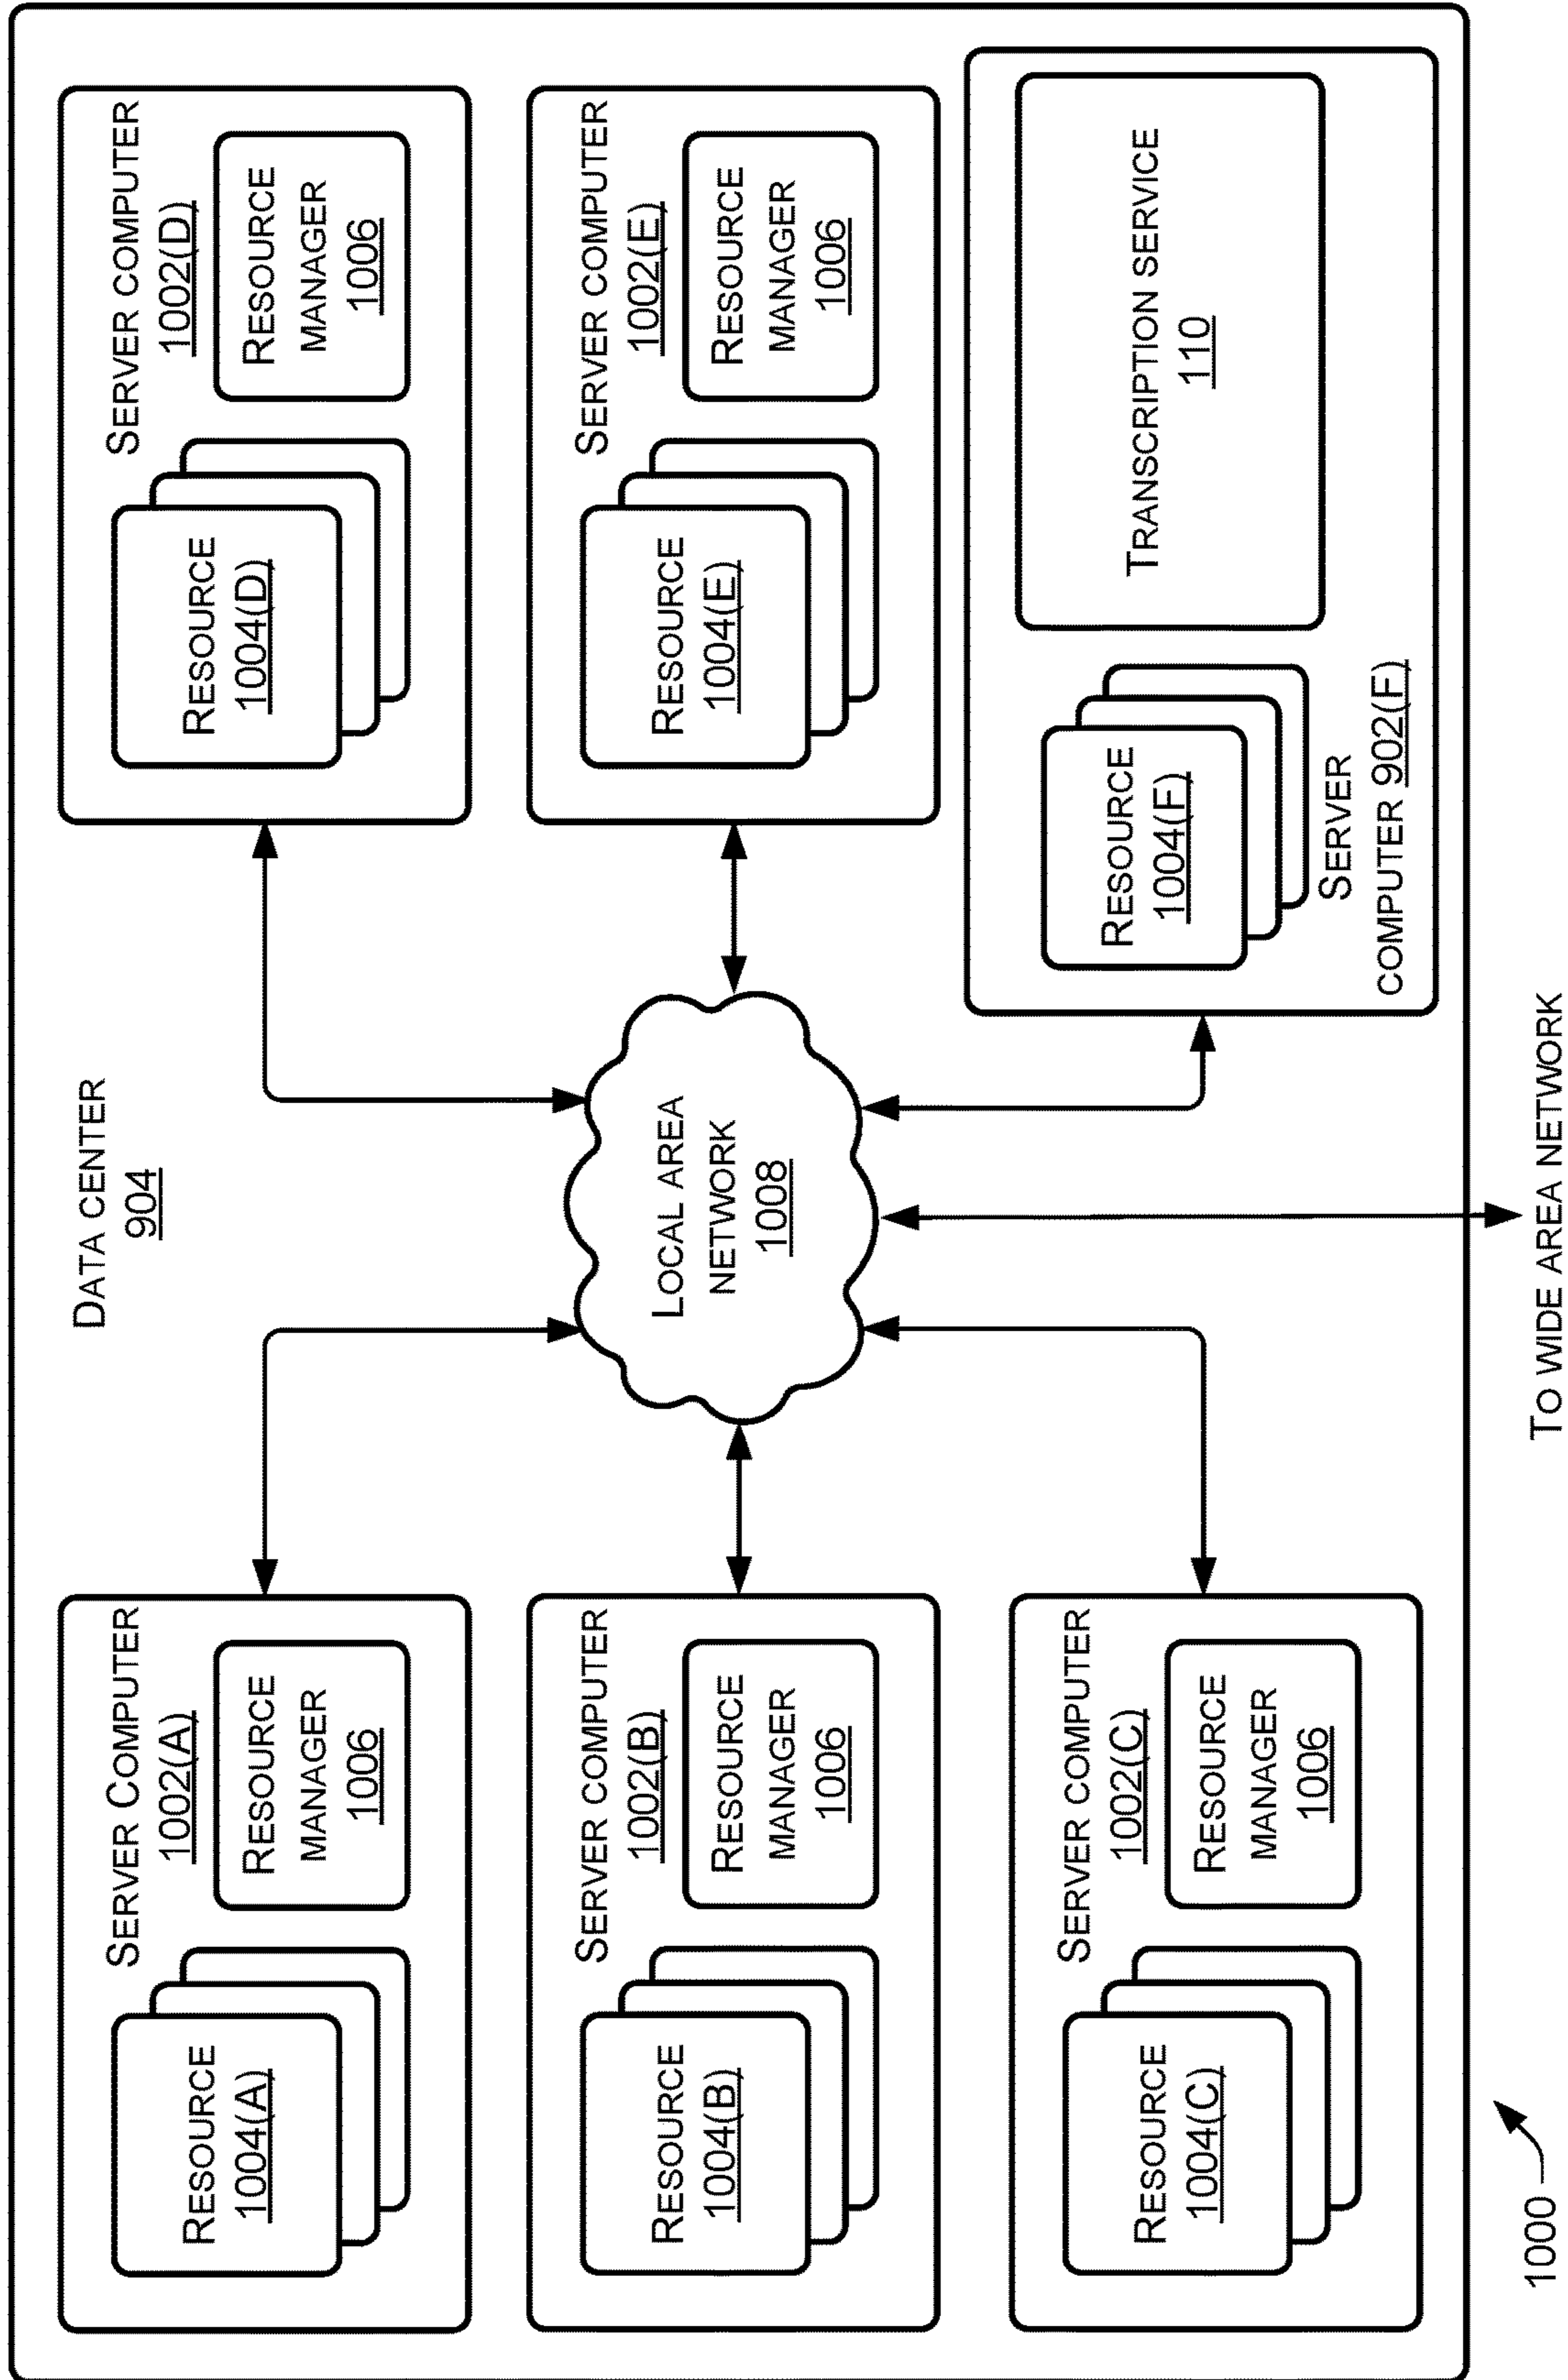 DATA CENTER
904
SERVER COMPUTER
1002(A)
RESOURCE
1004(A)
RESOURCE
MANAGER
1006
SERVER COMPUTER
1002(B)
RESOURCE
1004(B)
RESOURCE
MANAGER
1006
SERVER COMPUTER
1002(C)
RESOURCE
1004(C)
RESOURCE
MANAGER
1006
LOCAL AREA
NETWORK
1008
SERVER COMPUTER
1002(D)
RESOURCE
1004(D)
RESOURCE
MANAGER
1006
SERVER COMPUTER
1002(E)
RESOURCE
1004(E)
RESOURCE
MANAGER
1006
RESOURCE
1004(F)
SERVER
COMPUTER 902(F)
TRANSCRIPTION SERVICE
110
TO WIDE AREA NETWORK
1000